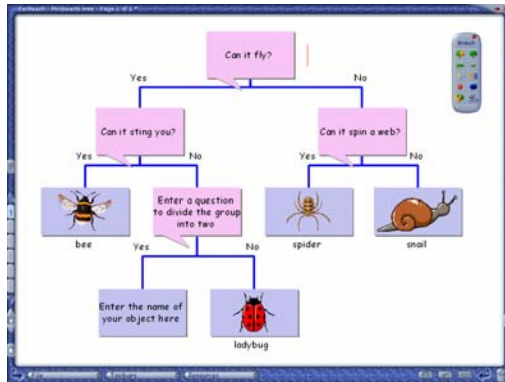 Can it fly?
Yes
No
Can it sting you?
Can it spin a web?
Yes
No
Yes
No
Enter a question
to divide the group
into two
bee
spider
snail
Yes
No
Enter the name of
your object here
ladybug